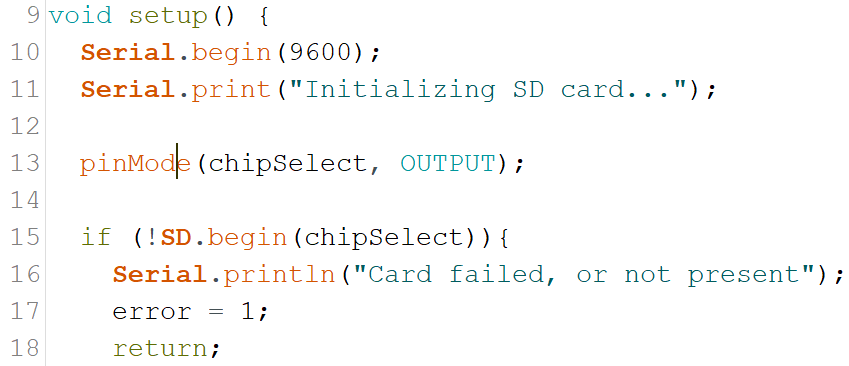 9 void setup() {
10   Serial.begin(9600);
11   Serial.print("Initializing SD card...");
12
13   pinMode(chipSelect, OUTPUT);
14
15   if (!SD.begin(chipSelect)){
16     Serial.println("Card failed, or not present");
17     error = 1;
18     return;